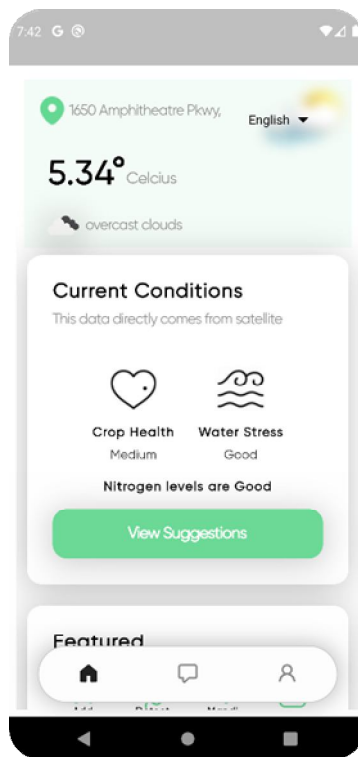 7:42 G
1650 Amphitheatre Pkwy,
English
5.34°Celcius
overcast clouds
Current Conditions
This data directly comes from satellite
Crop Health Water Stress
Medium Good
Nitrogen levels are Good
View Suggestions
Featured